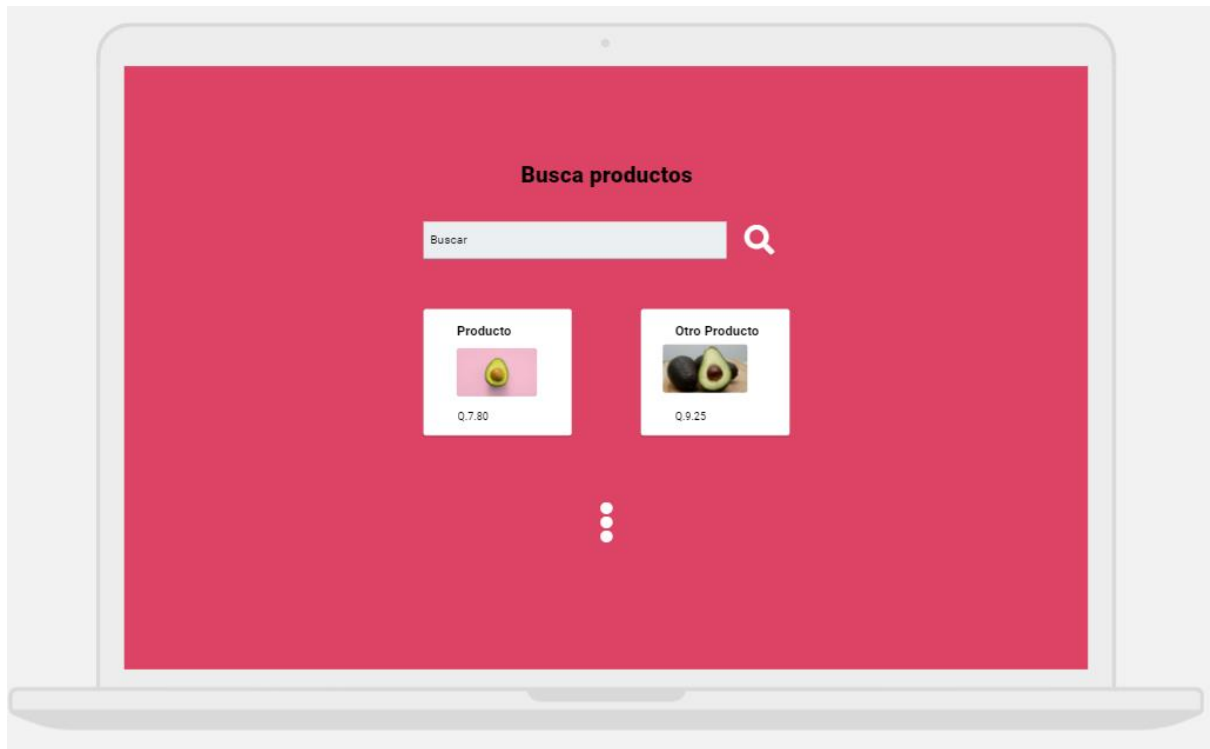 Busca productos
Buscar
Producto
Otro Producto
Q.7.80
Q.9.25